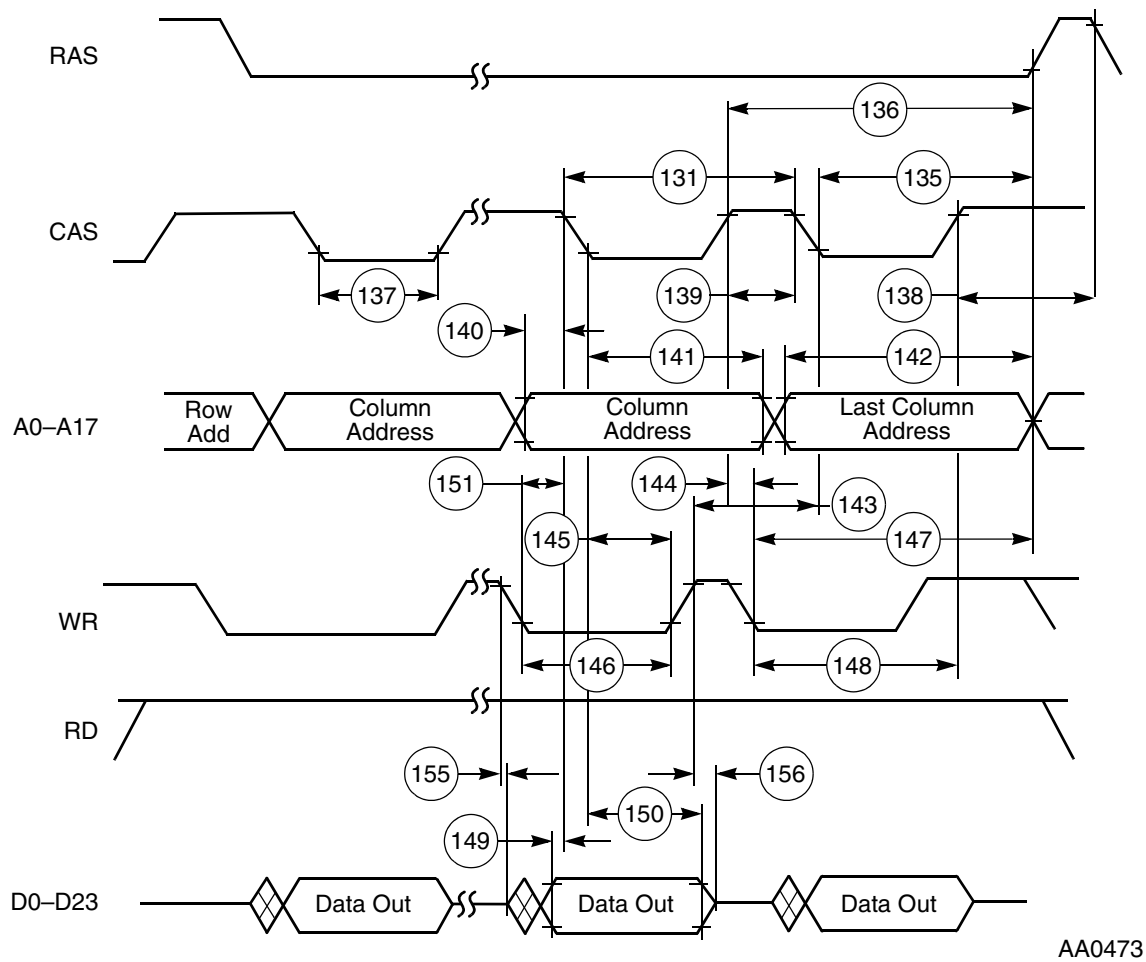 RAS
136
131
135
CAS
137
139
138
140
141
142
A0–A17
Row
Add
Column
Address
Column
Address
Last Column
Address
151
144
143
145
147
WR
146
148
RD
155
156
150
149
D0–D23
Data Out
Data Out
Data Out
AA0473